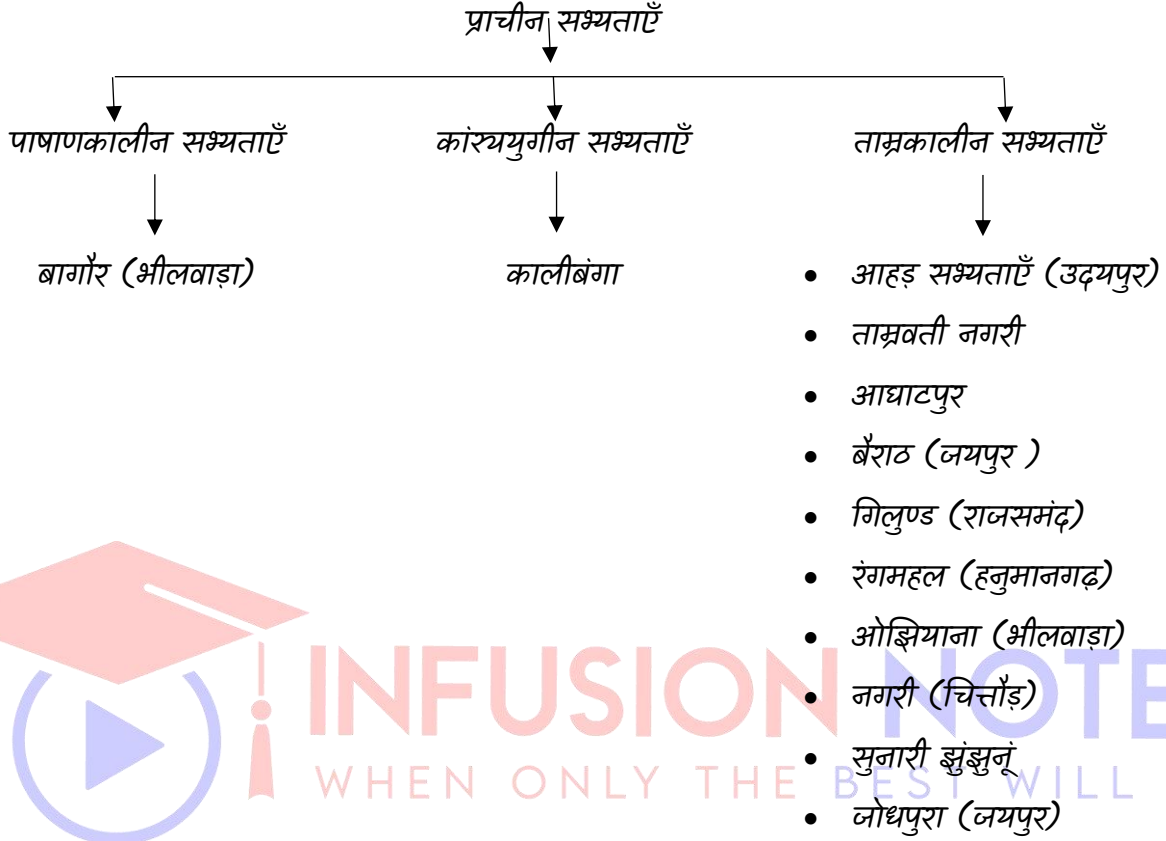 प्राचीन सभ्यताएँ
पाषाणकालीन सभ्यताएँ
कांस्ययुगीन सभ्यताएँ
ताम्रकालीन सभ्यताएँ
बागौर (भीलवाड़ा)
कालीबंगा
• आहड़ सभ्यताएँ (उदयपुर)
• ताम्रवती नगरी
• आघाटपुर
• बैराठ (जयपुर )
• गिलुण्ड (राजसमंद)
• रंगमहल (हनुमानगढ़)
• ओझियाना (भीलवाडा)
• नगरी (चित्तौड़)
• सुनारी झुंझुनूं
• जोधपुरा (जयपुर)
INFUSION NOTE
WHEN ONLY THE BEST WILL